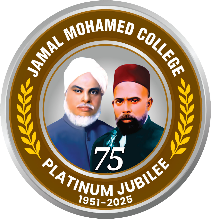 JAMAL MOHAMED COLLEGE
75
PLATINUM JUBILEE
1951-2025